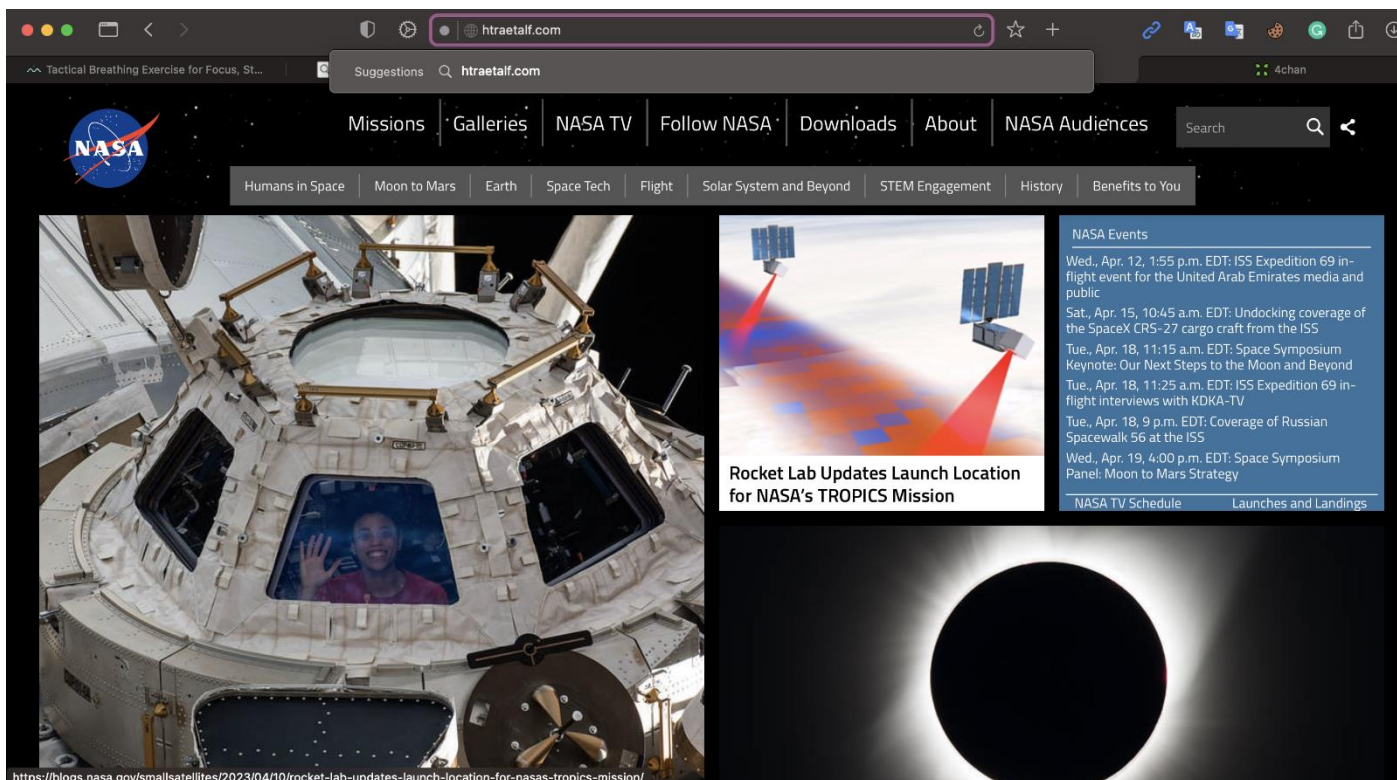 htraetalf.com
Tactical Breathing Exercise for Focus, St...
Suggestions htraetalf.com
4chan
NASA
Missions Galleries NASA TV Follow NASA Downloads About NASA Audiences Search
Humans in Space Moon to Mars Earth Space Tech Flight Solar System and Beyond STEM Engagement History Benefits to You
Rocket Lab Updates Launch Location
for NASA's TROPICS Mission
NASA Events
Wed., Apr. 12, 1:55 p.m. EDT: ISS Expedition 69 in-
flight event for the United Arab Emirates media and
public
Sat., Apr. 15, 10:45 a.m. EDT: Undocking coverage of
the SpaceX CRS-27 cargo craft from the ISS
Tue., Apr. 18, 11:15 a.m. EDT: Space Symposium
Keynote: Our Next Steps to the Moon and Beyond
Tue., Apr. 18, 11:25 a.m. EDT: ISS Expedition 69 in-
flight interviews with KDKA-TV
Tue., Apr. 18, 9 p.m. EDT: Coverage of Russian
Spacewalk 56 at the ISS
Wed., Apr. 19, 4:00 p.m. EDT: Space Symposium
Panel: Moon to Mars Strategy
NASA TV Schedule Launches and Landings
https://blogs.nasa.gov/smallsatellites/2023/04/10/rocket-lab-updates-launch-location-for-nasas-tropics-mission/